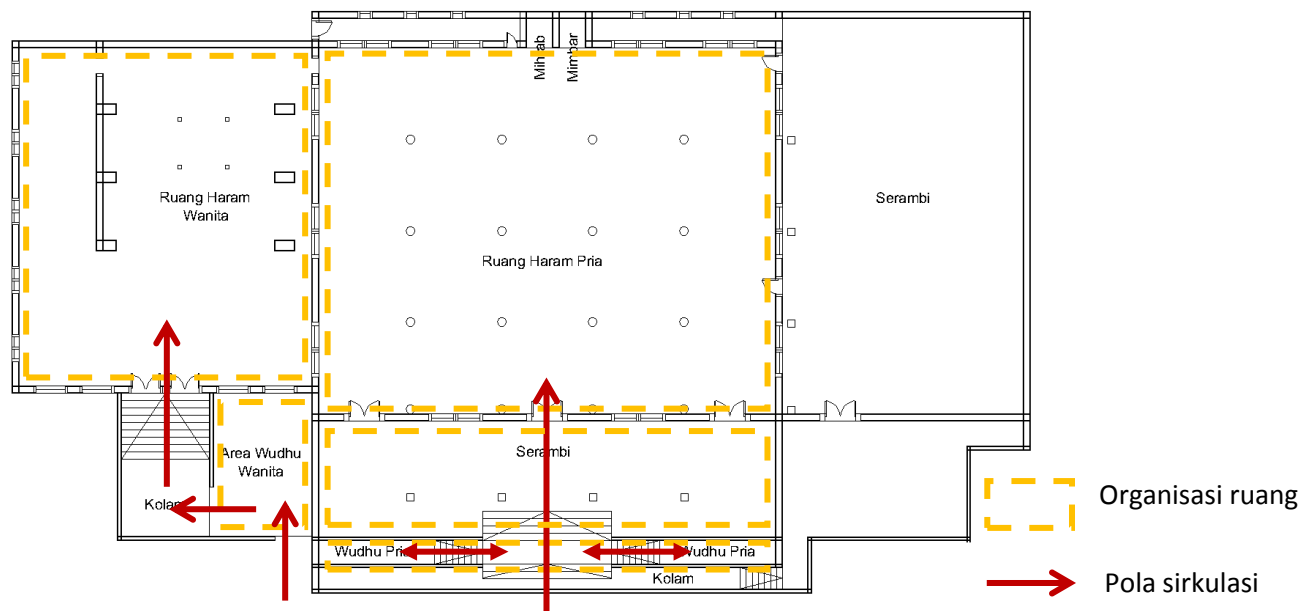 Mihrab
Mimbar
Ruang Haram
Wanita
Serambi
Ruang Haram Pria
Area Wudhu
Wanita
Serambi
Kolam
Wudhu Pria
Wudhu Pria
Kolam
Organisasi ruang
Pola sirkulasi